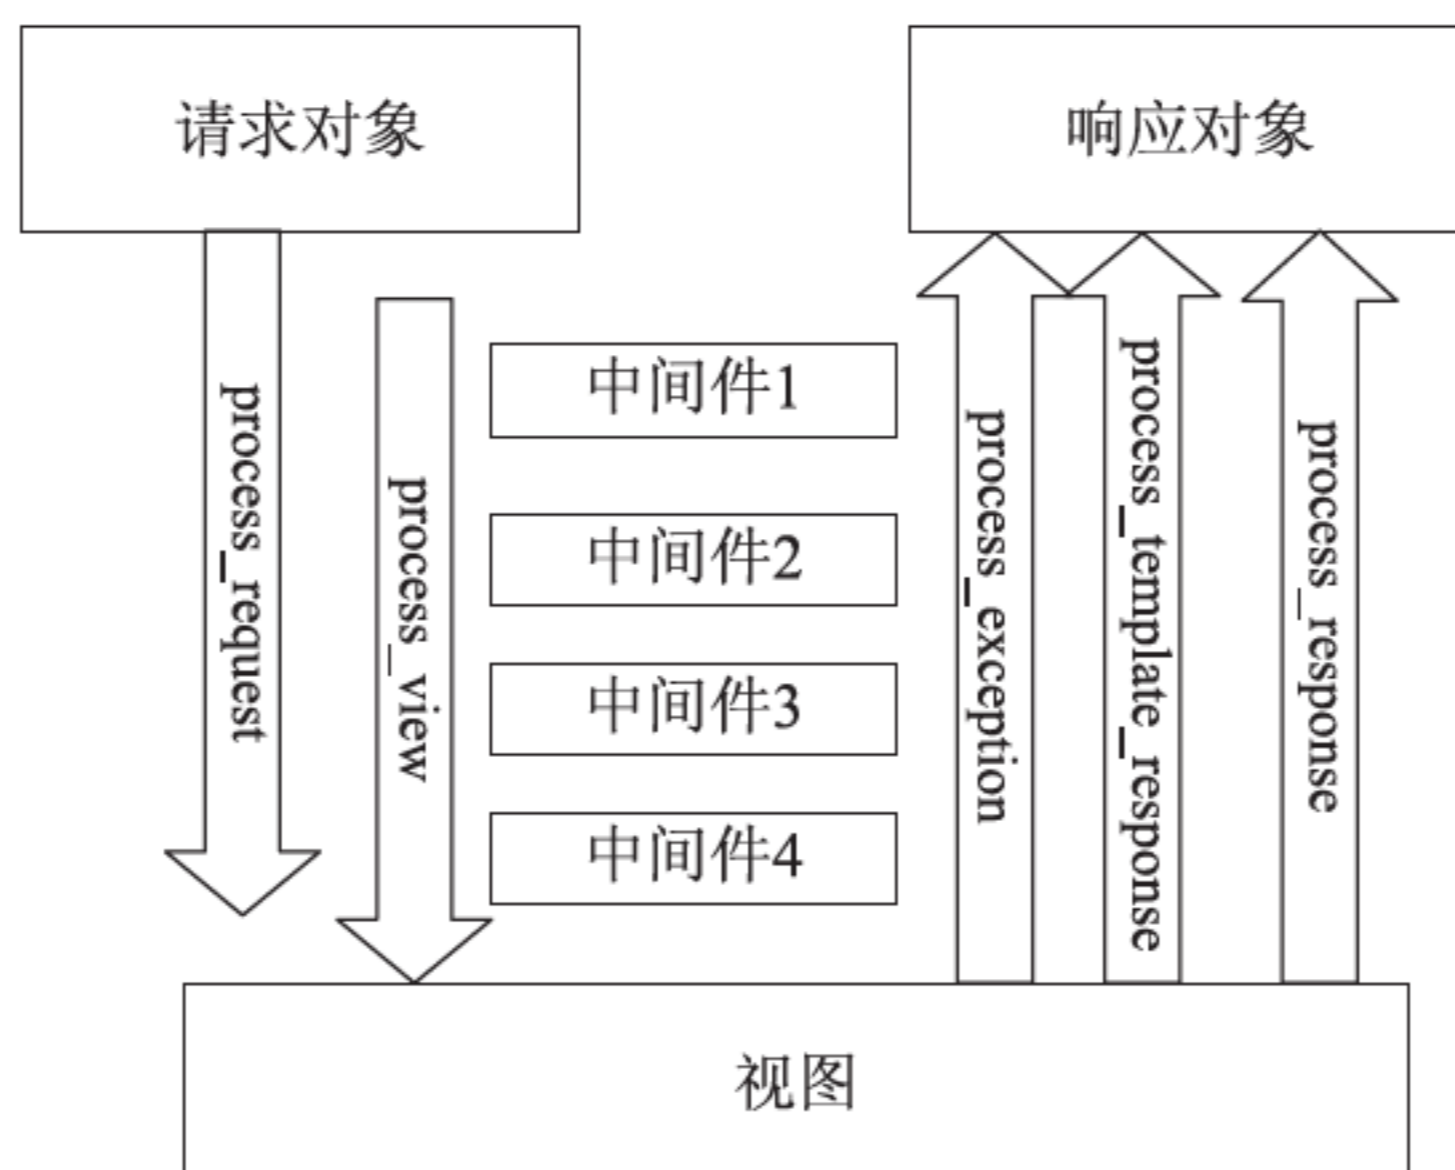 请求对象
响应对象
process_request
process_view
中间件1
中间件2
中间件3
中间件4
process_exception
process_template_response
process_response
视图